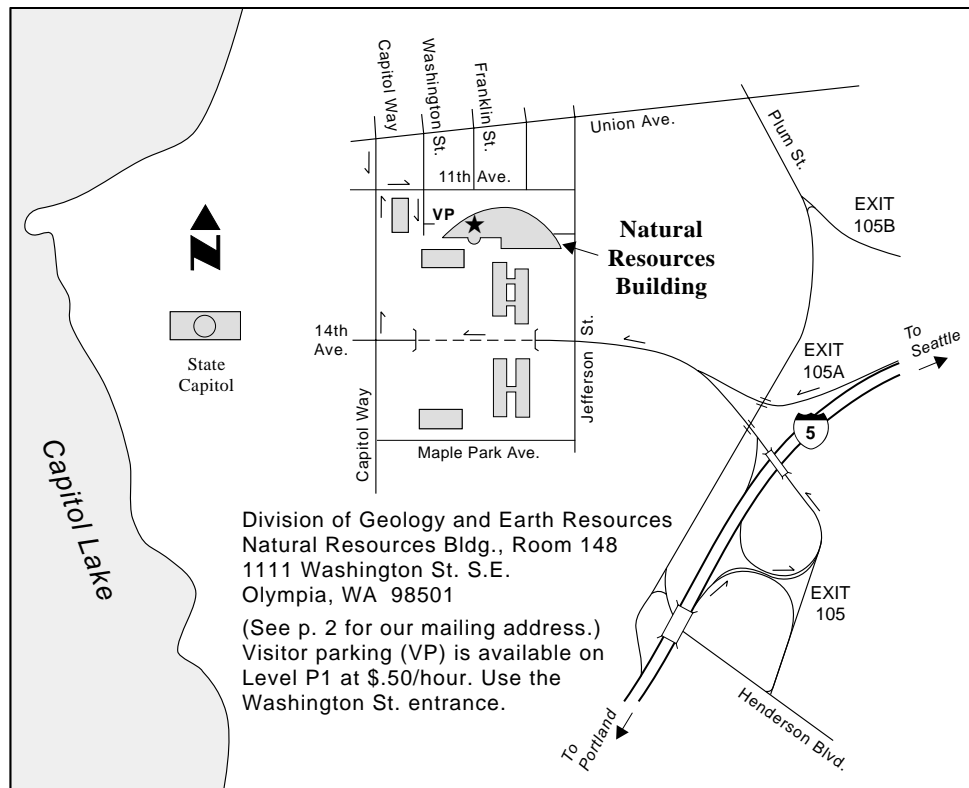 Capitol Way
Washington St.
Franklin St.
Union Ave.
Plum St.
11th Ave.
VP
EXIT
105B
Natural
Resources
Building
N
14th
Ave.
State
Capitol
Jefferson St.
To
Seattle
EXIT
105A
5
Capitol Way
Maple Park Ave.
Capitol Lake
Division of Geology and Earth Resources
Natural Resources Bldg., Room 148
1111 Washington St. S.E.
Olympia, WA 98501
(See p. 2 for our mailing address.)
Visitor parking (VP) is available on
Level P1 at $.50/hour. Use the
Washington St. entrance.
EXIT
105
Henderson Blvd.
To
Portland